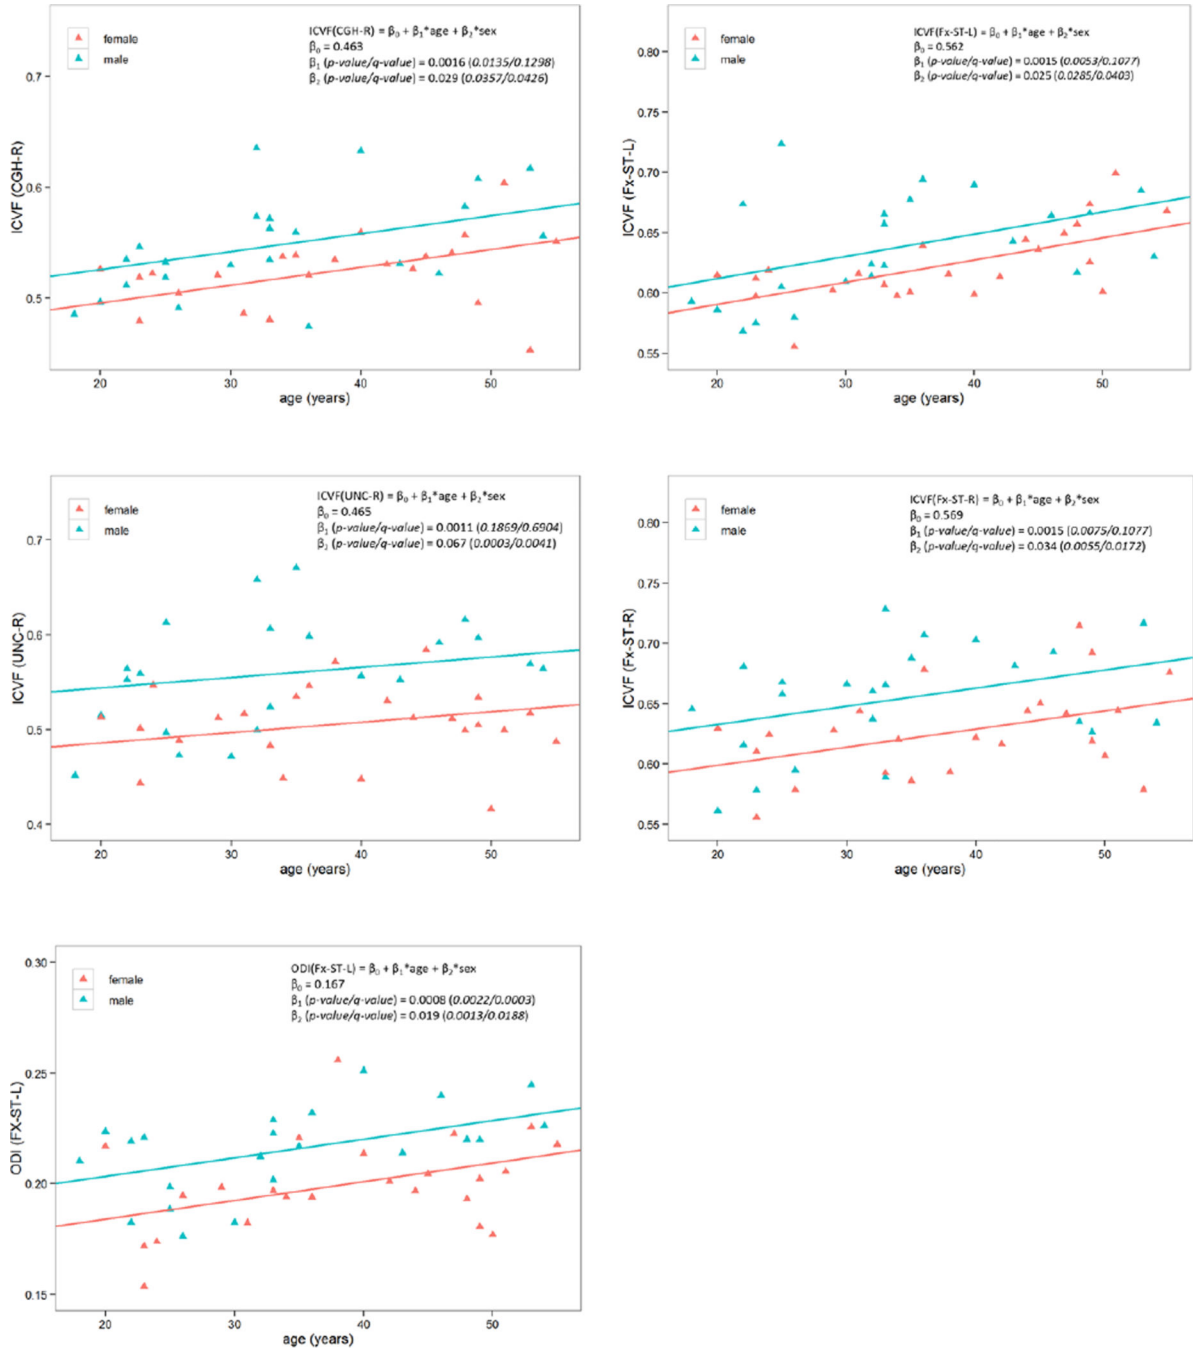 female
male
ICVF(CGH-R) = β₀ + β₁*age + β₂*sex
β₀ = 0.463
β₁ (p-value/q-value) = 0.0016 (0.0135/0.1298)
β₂ (p-value/q-value) = 0.029 (0.0357/0.0426)
0.7
0.6
0.5
ICVF (CGH-R)
20 30 40 50
age (years)
female
male
ICVF(Fx-ST-L) = β₀ + β₁*age + β₂*sex
β₀ = 0.562
β₁ (p-value/q-value) = 0.0015 (0.0053/0.1077)
β₂ (p-value/q-value) = 0.025 (0.0285/0.0403)
0.80
0.75
0.70
0.65
0.60
0.55
ICVF (Fx-ST-L)
20 30 40 50
age (years)
female
male
ICVF(UNC-R) = β₀ + β₁*age + β₂*sex
β₀ = 0.465
β₁ (p-value/q-value) = 0.0011 (0.1869/0.6904)
β₂ (p-value/q-value) = 0.067 (0.0003/0.0041)
0.7
0.6
0.5
0.4
ICVF (UNC-R)
20 30 40 50
age (years)
female
male
ICVF(Fx-ST-R) = β₀ + β₁*age + β₂*sex
β₀ = 0.569
β₁ (p-value/q-value) = 0.0015 (0.0075/0.1077)
β₂ (p-value/q-value) = 0.034 (0.0055/0.0172)
0.80
0.75
0.70
0.65
0.60
0.55
ICVF (Fx-ST-R)
20 30 40 50
age (years)
female
male
ODI(Fx-ST-L) = β₀ + β₁*age + β₂*sex
β₀ = 0.167
β₁ (p-value/q-value) = 0.0008 (0.0022/0.0003)
β₂ (p-value/q-value) = 0.019 (0.0013/0.0188)
0.30
0.25
0.20
0.15
ODI (FX-ST-L)
20 30 40 50
age (years)